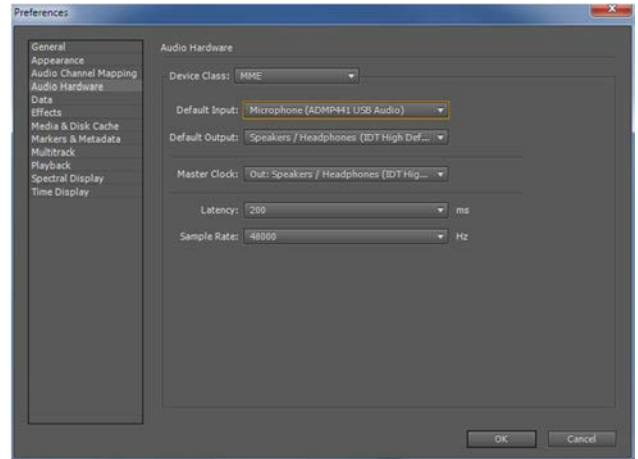 Preferences
General
Appearance
Audio Channel Mapping
Audio Hardware
Data
Effects
Media & Disk Cache
Markers & Metadata
Multitrack
Playback
Spectral Display
Time Display
Audio Hardware
Device Class: MME
Default Input: Microphone (ADMP441 USB Audio)
Default Output: Speakers / Headphones (IDT High Def...
Master Clock: Out: Speakers / Headphones (IDT Hig...
Latency: 200 ms
Sample Rate: 48000 Hz
OK Cancel